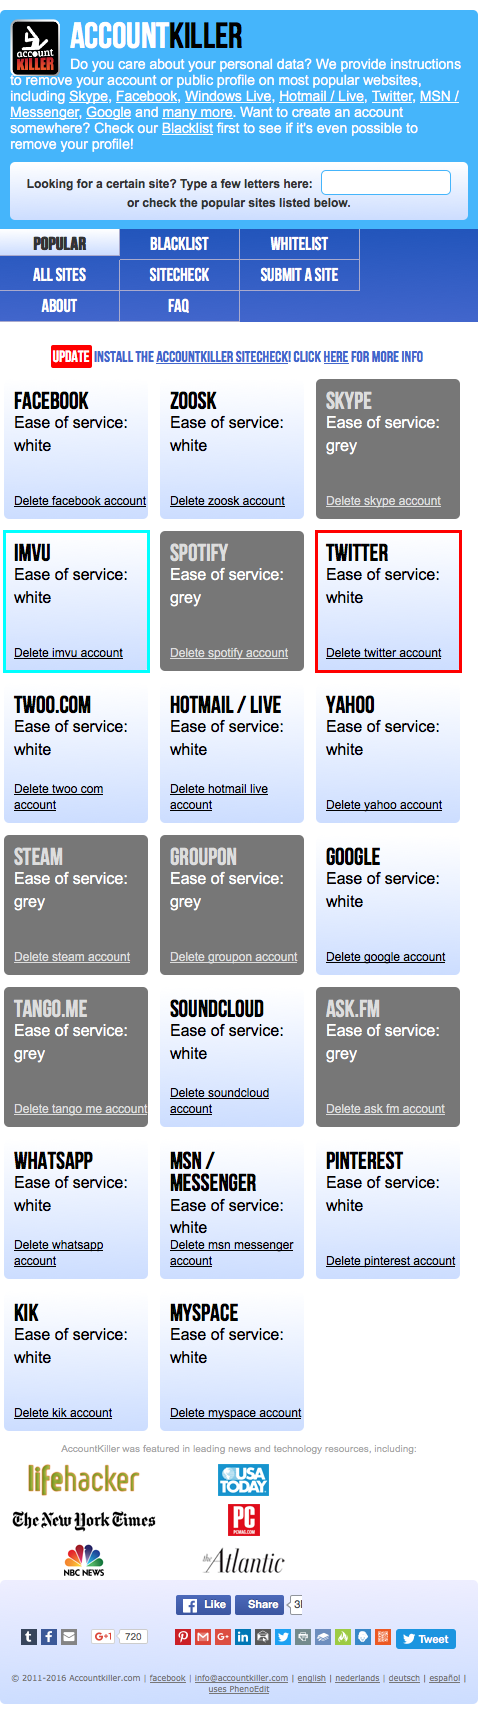 account
KILLER
ACCOUNTKILLER
Do you care about your personal data? We provide instructions
to remove your account or public profile on most popular websites,
including Skype, Facebook, Windows Live, Hotmail / Live, Twitter, MSN /
Messenger, Google and many more. Want to create an account
somewhere? Check our Blacklist first to see if it's even possible to
remove your profile!
Looking for a certain site? Type a few letters here:
or check the popular sites listed below.
POPULAR BLACKLIST WHITELIST
ALL SITES SITECHECK SUBMIT A SITE
ABOUT FAQ
UPDATE INSTALL THE ACCOUNTKILLER SITECHECK! CLICK HERE FOR MORE INFO
FACEBOOK
Ease of service:
white
Delete facebook account
ZOOSK
Ease of service:
white
Delete zoosk account
SKYPE
Ease of service:
grey
Delete skype account
IMVU
Ease of service:
white
Delete imvu account
SPOTIFY
Ease of service:
grey
Delete spotify account
TWITTER
Ease of service:
white
Delete twitter account
TWOO.COM
Ease of service:
white
Delete twoo com
account
HOTMAIL / LIVE
Ease of service:
white
Delete hotmail live
account
YAHOO
Ease of service:
white
Delete yahoo account
STEAM
Ease of service:
grey
Delete steam account
GROUPON
Ease of service:
grey
Delete groupon account
GOOGLE
Ease of service:
white
Delete google account
TANGO.ME
Ease of service:
grey
Delete tango me account
SOUNDCLOUD
Ease of service:
white
Delete soundcloud
account
ASK.FM
Ease of service:
grey
Delete ask fm account
WHATSAPP
Ease of service:
white
Delete whatsapp
account
MSN /
MESSENGER
Ease of service:
white
Delete msn messenger
account
PINTEREST
Ease of service:
white
Delete pinterest account
KIK
Ease of service:
white
Delete kik account
MYSPACE
Ease of service:
white
Delete myspace account
AccountKiller was featured in leading news and technology resources, including:
lifehacker
USA
TODAY
The New York Times
PC
PCMAG.COM
NBC NEWS
the Atlantic
Like Share
G+1 720 Tweet
© 2011-2016 Accountkiller.com | facebook | info@accountkiller.com | english | nederlands | deutsch | español |
uses PhenoEdit